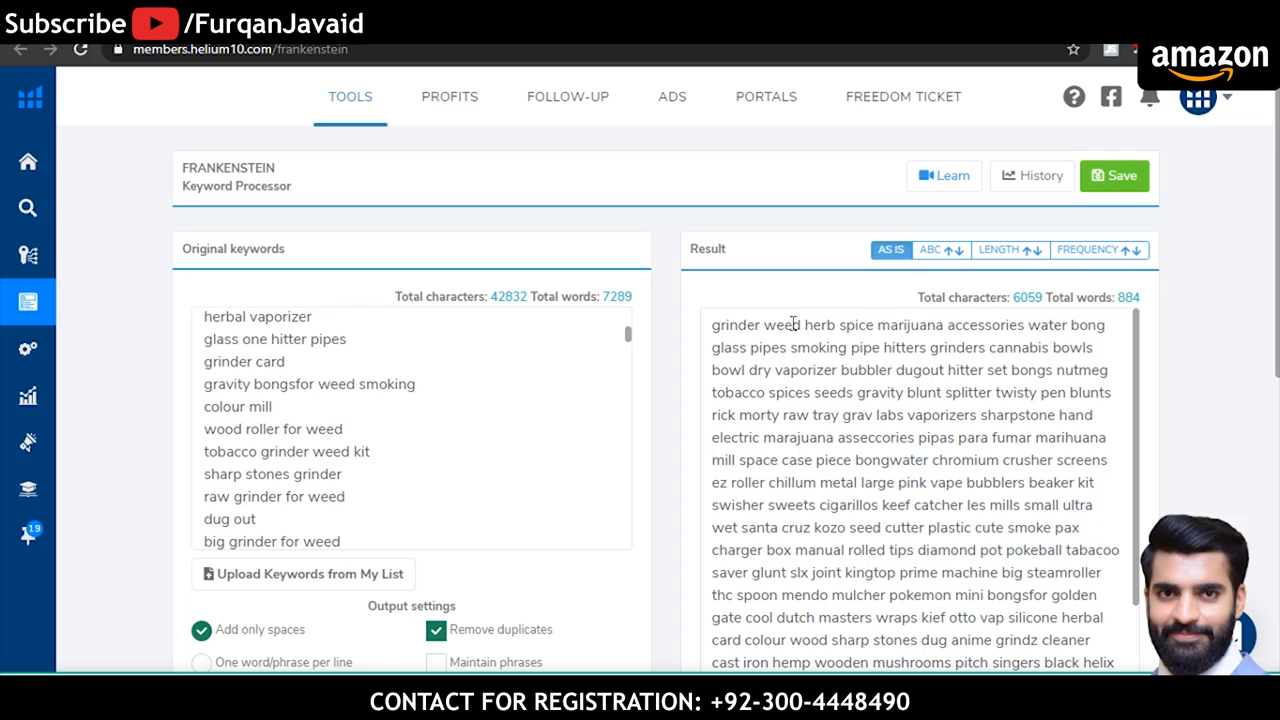 Subscribe /FurqanJavaid
members.helium10.com/frankenstein
amazon
TOOLS PROFITS FOLLOW-UP ADS PORTALS FREEDOM TICKET
FRANKENSTEIN
Keyword Processor
Learn History Save
Original keywords
Total characters: 42832 Total words: 7289
herbal vaporizer
glass one hitter pipes
grinder card
gravity bongsfor weed smoking
colour mill
wood roller for weed
tobacco grinder weed kit
sharp stones grinder
raw grinder for weed
dug out
big grinder for weed
Upload Keywords from My List
Output settings
Add only spaces Remove duplicates
One word/phrase per line Maintain phrases
Result AS IS ABC LENGTH FREQUENCY
Total characters: 6059 Total words: 884
grinder weed herb spice marijuana accessories water bong
glass pipes smoking pipe hitters grinders cannabis bowls
bowl dry vaporizer bubbler dugout hitter set bongs nutmeg
tobacco spices seeds gravity blunt splitter twisty pen blunts
rick morty raw tray grav labs vaporizers sharpstone hand
electric marajuana asseccories pipas para fumar marihuana
mill space case piece bongwater chromium crusher screens
ez roller chillum metal large pink vape bubblers beaker kit
swisher sweets cigarillos keef catcher les mills small ultra
wet santa cruz kozo seed cutter plastic cute smoke pax
charger box manual rolled tips diamond pot pokeball tabacoo
saver glunt slx joint kingtop prime machine big steamroller
thc spoon mendo mulcher pokemon mini bongsfor golden
gate cool dutch masters wraps kief otto vap silicone herbal
card colour wood sharp stones dug anime grindz cleaner
cast iron hemp wooden mushrooms pitch singers black helix
19
CONTACT FOR REGISTRATION: +92-300-4448490